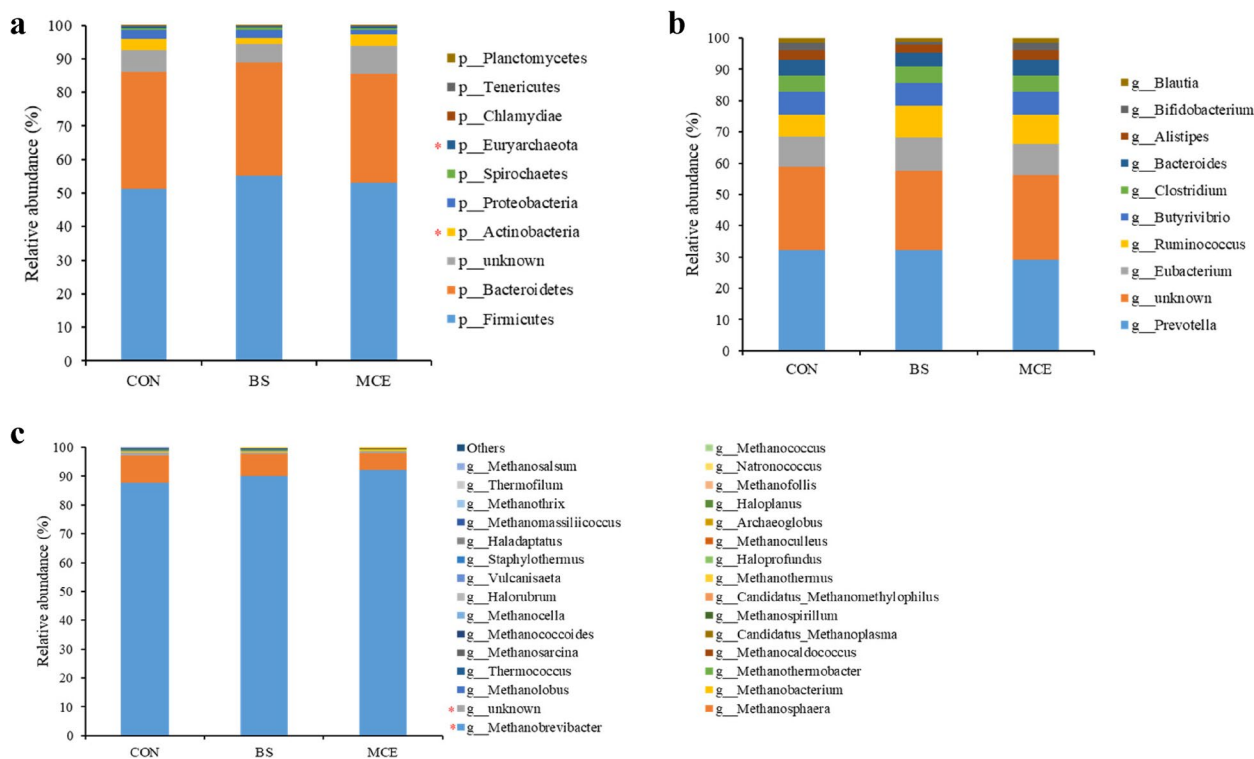 a
Relative abundance (%)
100
90
80
70
60
50
40
30
20
10
0
CON BS MCE
p__Planctomycetes
p__Tenericutes
p__Chlamydiae
* p__Euryarchaeota
p__Spirochaetes
p__Proteobacteria
* p__Actinobacteria
p__unknown
p__Bacteroidetes
p__Firmicutes
b
Relative abundance (%)
100
90
80
70
60
50
40
30
20
10
0
CON BS MCE
g__Blautia
g__Bifidobacterium
g__Alistipes
g__Bacteroides
g__Clostridium
g__Butyrivibrio
g__Ruminococcus
g__Eubacterium
g__unknown
g__Prevotella
c
Relative abundance (%)
100
90
80
70
60
50
40
30
20
10
0
CON BS MCE
Others
g__Methanosalsum
g__Thermofilum
g__Methanothrix
g__Methanomassiliicoccus
g__Haladaptatus
g__Staphylothermus
g__Vulcanisaeta
g__Halorubrum
g__Methanocella
g__Methanococcoides
g__Methanosarcina
g__Thermococcus
g__Methanolobus
* g__unknown
* g__Methanobrevibacter
g__Methanococcus
g__Natronococcus
g__Methanofollis
g__Haloplanus
g__Archaeoglobus
g__Methanoculleus
g__Haloprofundus
g__Methanothermus
g__Candidatus_Methanomethylophilus
g__Methanospirillum
g__Candidatus_Methanoplasma
g__Methanocaldococcus
g__Methanothermobacter
g__Methanobacterium
g__Methanosphaera